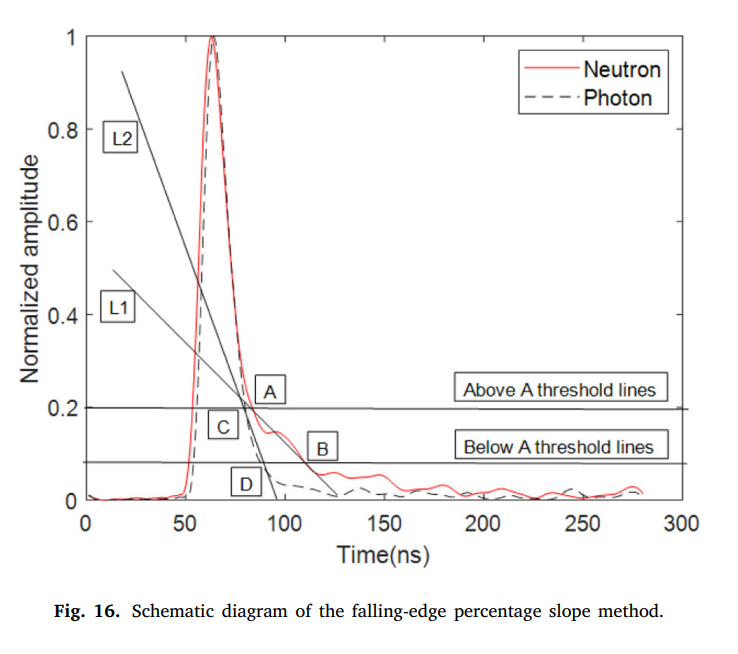 1
Neutron
Photon
0.8
L2
0.6
Normalized amplitude
0.4
L1
A
Above A threshold lines
0.2
C
B
Below A threshold lines
D
0
0
50
100
150
200
250
300
Time(ns)
Fig. 16. Schematic diagram of the falling-edge percentage slope method.